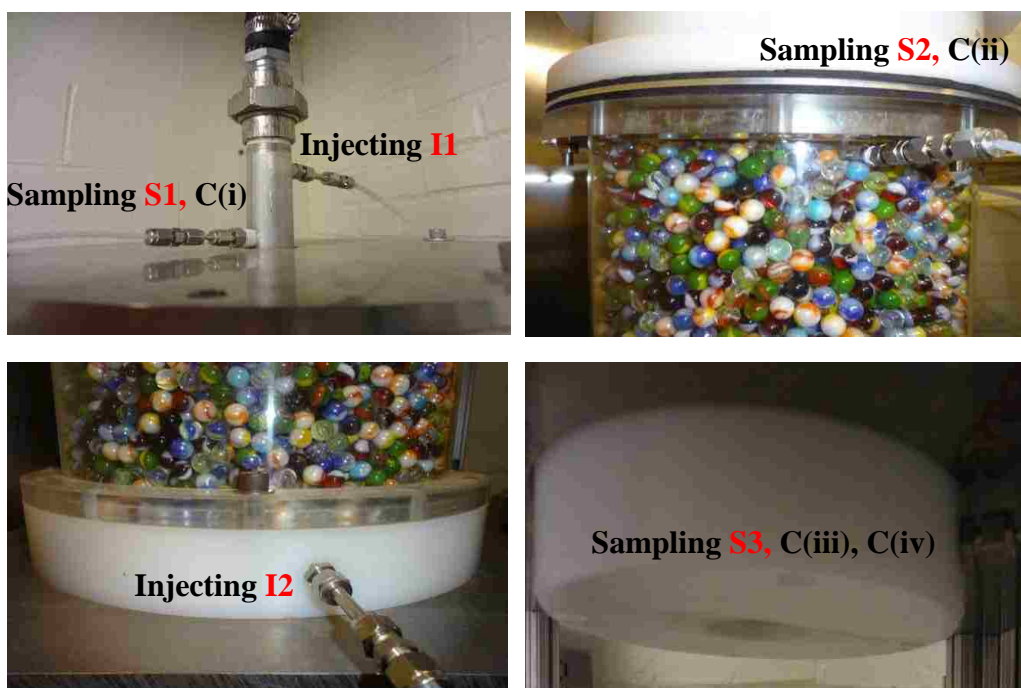 Sampling S2, C(ii)
Injecting I1
Sampling S1, C(i)
Injecting I2
Sampling S3, C(iii), C(iv)